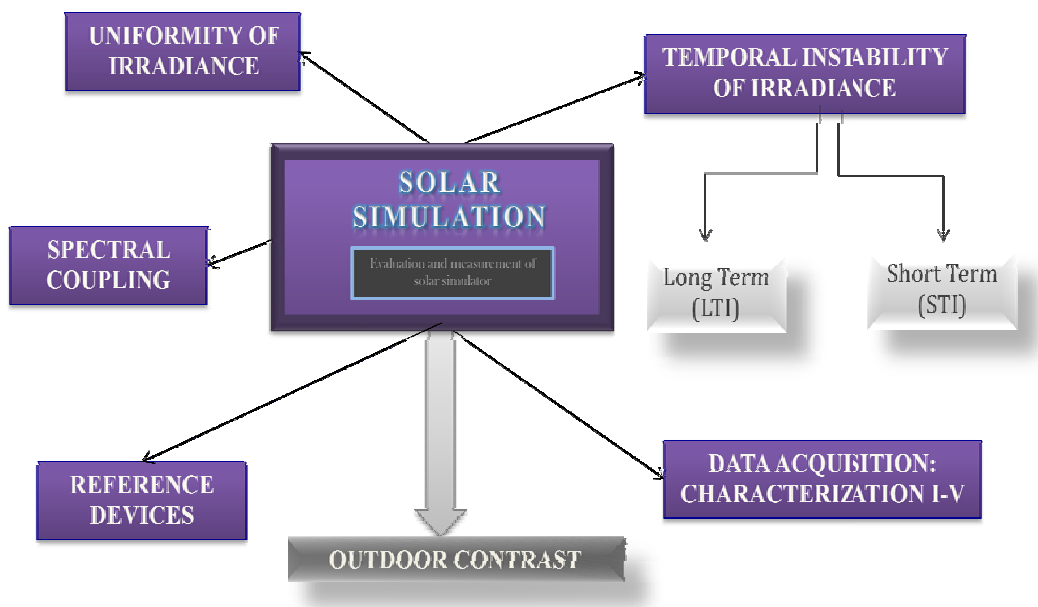 UNIFORMITY OF
IRRADIANCE
TEMPORAL INSTABILITY
OF IRRADIANCE
SOLAR
SIMULATION
Evaluation and measurement of
solar simulator
SPECTRAL
COUPLING
Long Term
(LTI)
Short Term
(STI)
REFERENCE
DEVICES
DATA ACQUISITION:
CHARACTERIZATION I-V
OUTDOOR CONTRAST